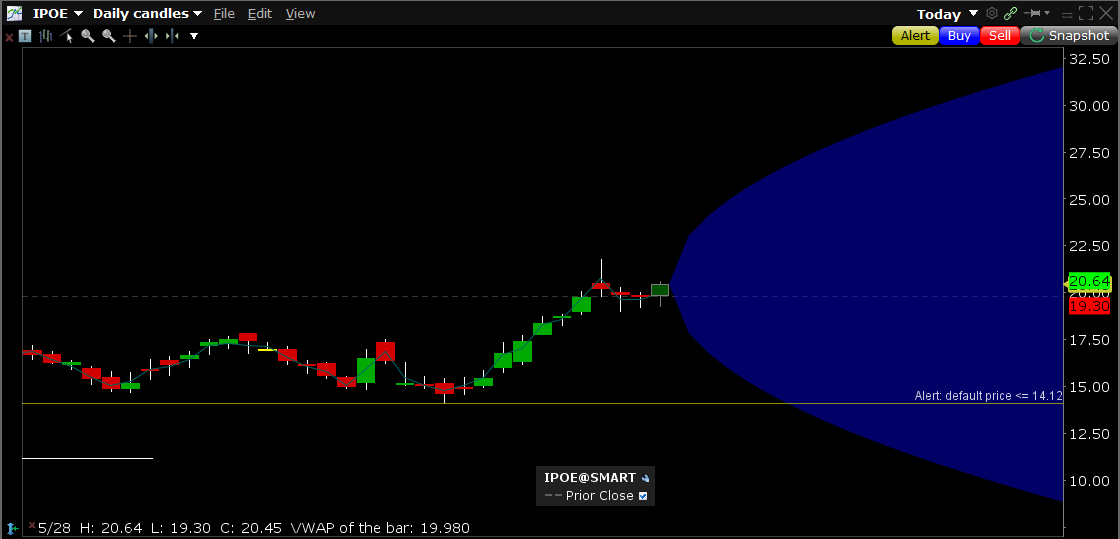 IPOE Daily candles File Edit View Today
T Alert Buy Sell Snapshot
32.50
30.00
27.50
25.00
22.50
20.64
20.00
19.30
17.50
15.00
Alert: default price <= 14.12
12.50
10.00
IPOE@SMART
Prior Close
5/28 H: 20.64 L: 19.30 C: 20.45 VWAP of the bar: 19.980